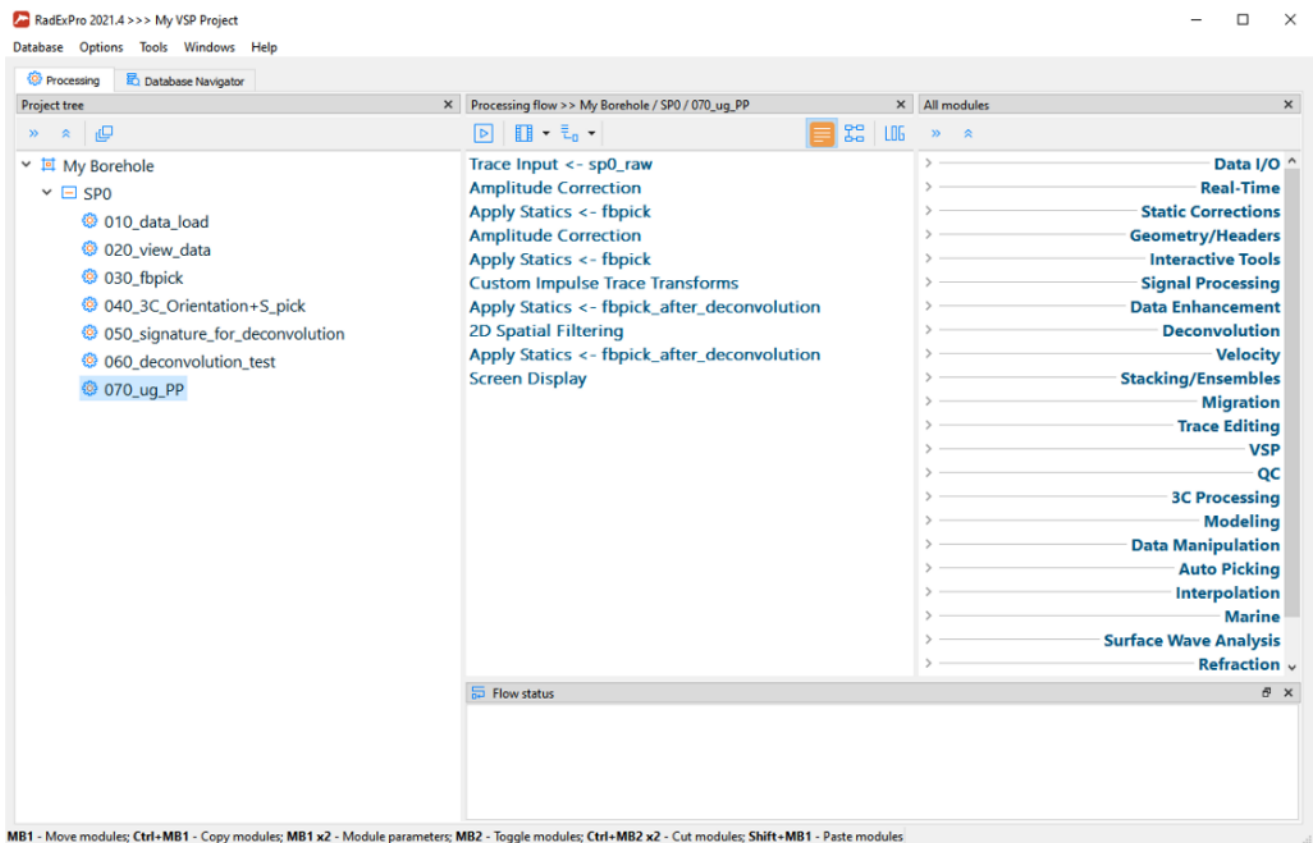 RadExPro 2021.4 >>> My VSP Project
Database Options Tools Windows Help
Processing Database Navigator
Project tree
My Borehole
SP0
010_data_load
020_view_data
030_fbpick
040_3C_Orientation+S_pick
050_signature_for_deconvolution
060_deconvolution_test
070_ug_PP
Processing flow >> My Borehole / SP0 / 070_ug_PP
LOG
Trace Input <- sp0_raw
Amplitude Correction
Apply Statics <- fbpick
Amplitude Correction
Apply Statics <- fbpick
Custom Impulse Trace Transforms
Apply Statics <- fbpick_after_deconvolution
2D Spatial Filtering
Apply Statics <- fbpick_after_deconvolution
Screen Display
All modules
Data I/O
Real-Time
Static Corrections
Geometry/Headers
Interactive Tools
Signal Processing
Data Enhancement
Deconvolution
Velocity
Stacking/Ensembles
Migration
Trace Editing
VSP
QC
3C Processing
Modeling
Data Manipulation
Auto Picking
Interpolation
Marine
Surface Wave Analysis
Refraction
Flow status
MB1 - Move modules; Ctrl+MB1 - Copy modules; MB1 x2 - Module parameters; MB2 - Toggle modules; Ctrl+MB2 x2 - Cut modules; Shift+MB1 - Paste modules